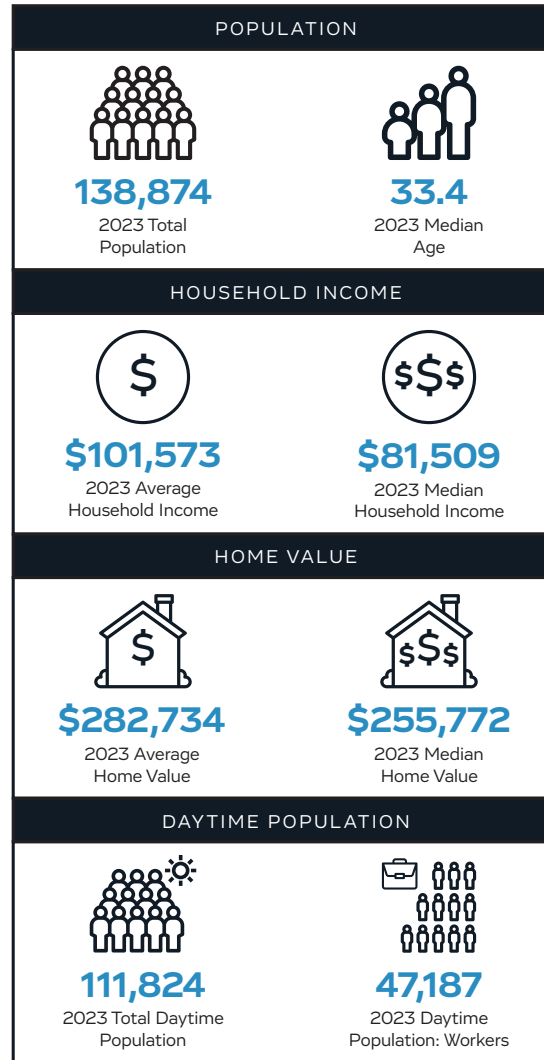 POPULATION
138,874
2023 Total
Population
33.4
2023 Median
Age
HOUSEHOLD INCOME
$
$101,573
2023 Average
Household Income
$$$
$81,509
2023 Median
Household Income
HOME VALUE
$
$282,734
2023 Average
Home Value
$$$
$255,772
2023 Median
Home Value
DAYTIME POPULATION
111,824
2023 Total Daytime
Population
47,187
2023 Daytime
Population: Workers